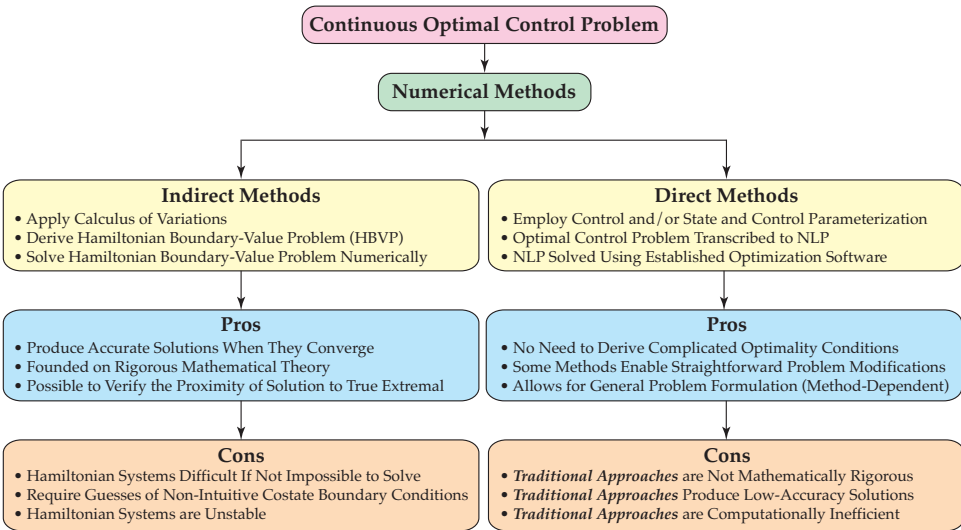 Continuous Optimal Control Problem
Numerical Methods
Indirect Methods
• Apply Calculus of Variations
• Derive Hamiltonian Boundary-Value Problem (HBVP)
• Solve Hamiltonian Boundary-Value Problem Numerically
Direct Methods
• Employ Control and/or State and Control Parameterization
• Optimal Control Problem Transcribed to NLP
• NLP Solved Using Established Optimization Software
Pros
• Produce Accurate Solutions When They Converge
• Founded on Rigorous Mathematical Theory
• Possible to Verify the Proximity of Solution to True Extremal
Pros
• No Need to Derive Complicated Optimality Conditions
• Some Methods Enable Straightforward Problem Modifications
• Allows for General Problem Formulation (Method-Dependent)
Cons
• Hamiltonian Systems Difficult If Not Impossible to Solve
• Require Guesses of Non-Intuitive Costate Boundary Conditions
• Hamiltonian Systems are Unstable
Cons
• Traditional Approaches are Not Mathematically Rigorous
• Traditional Approaches Produce Low-Accuracy Solutions
• Traditional Approaches are Computationally Inefficient